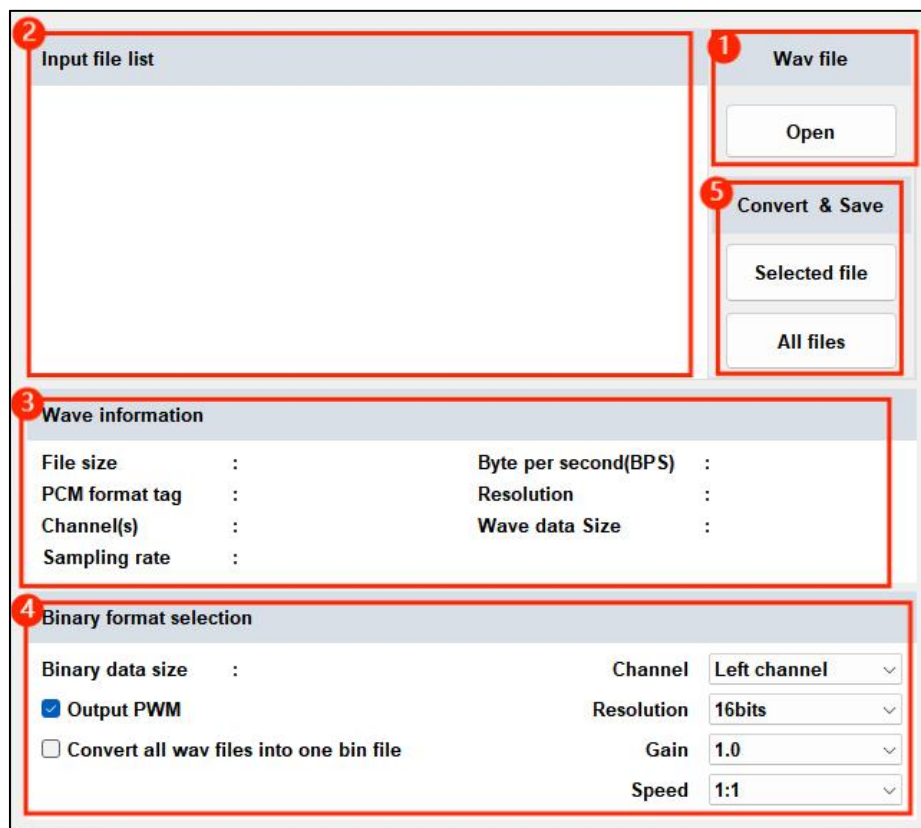 2
Input file list
1
Wav file
Open
5
Convert & Save
Selected file
All files
3
Wave information
File size :
Byte per second(BPS) :
PCM format tag :
Resolution :
Channel(s) :
Wave data Size :
Sampling rate :
4
Binary format selection
Binary data size :
Channel Left channel
Output PWM
Resolution 16bits
Convert all wav files into one bin file
Gain 1.0
Speed 1:1